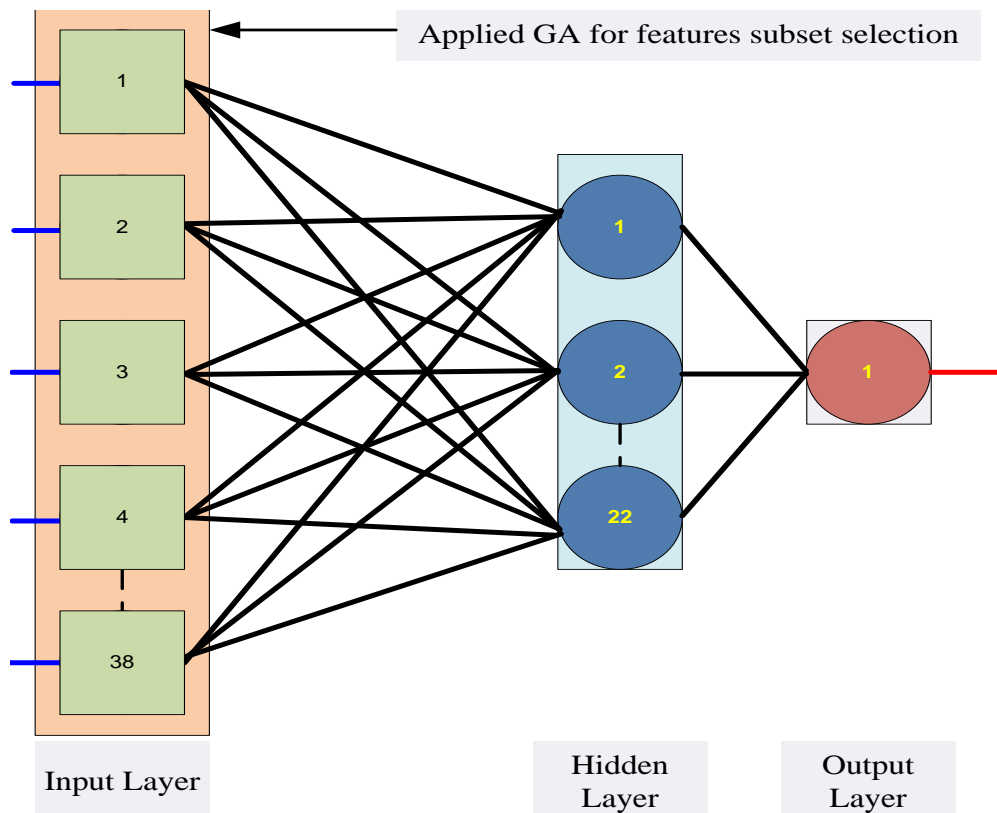 Applied GA for features subset selection
1
2
3
4
38
1
2
22
1
Input Layer
Hidden
Layer
Output
Layer